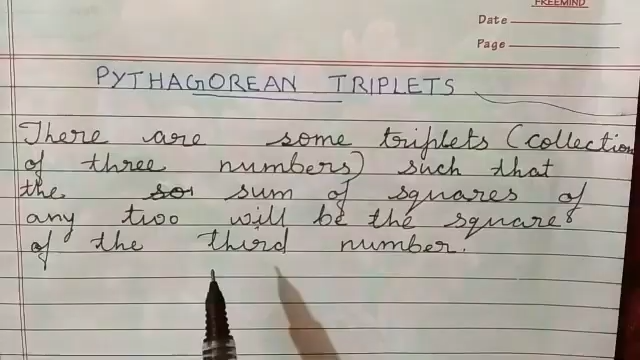 FREEMIND
Date
Page
PYTHAGOREAN TRIPLETS
There are some triplets (collection
of three numbers) such that
the so sum of squares of
any two will be the square
of the third number.